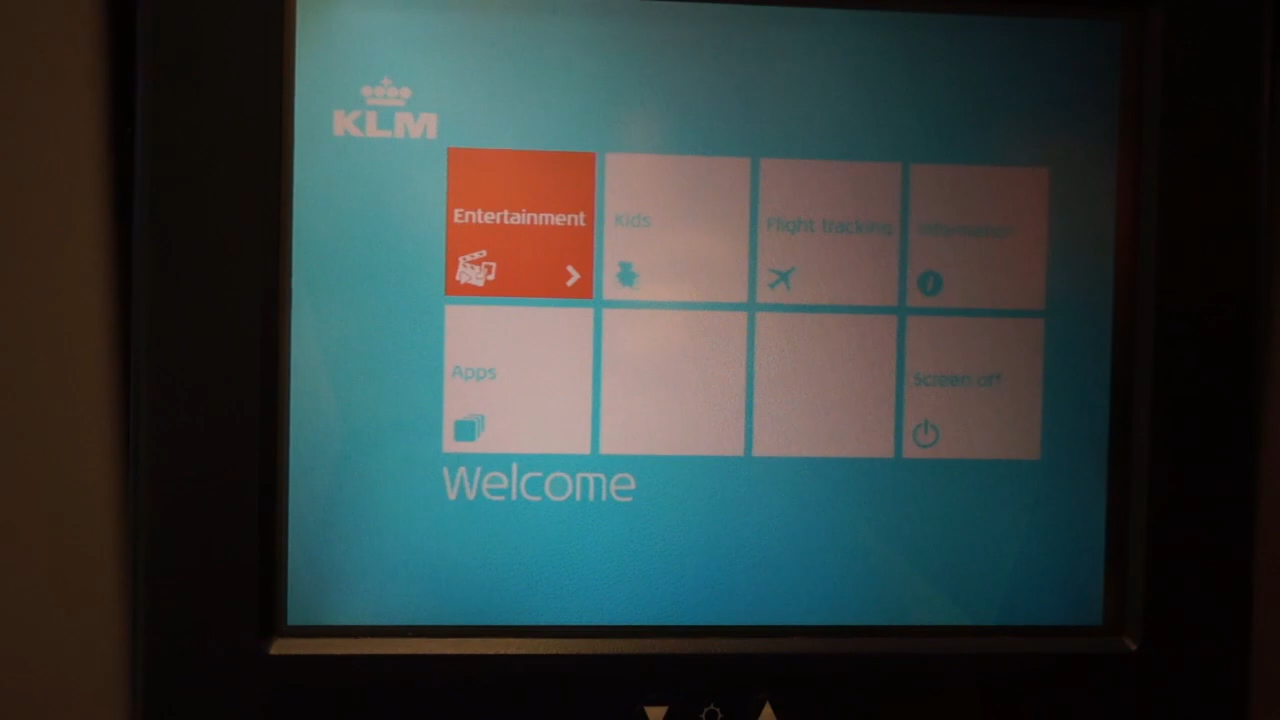 KLM
Entertainment
Kids
Flight tracking
Information
Apps
Screen off
Welcome